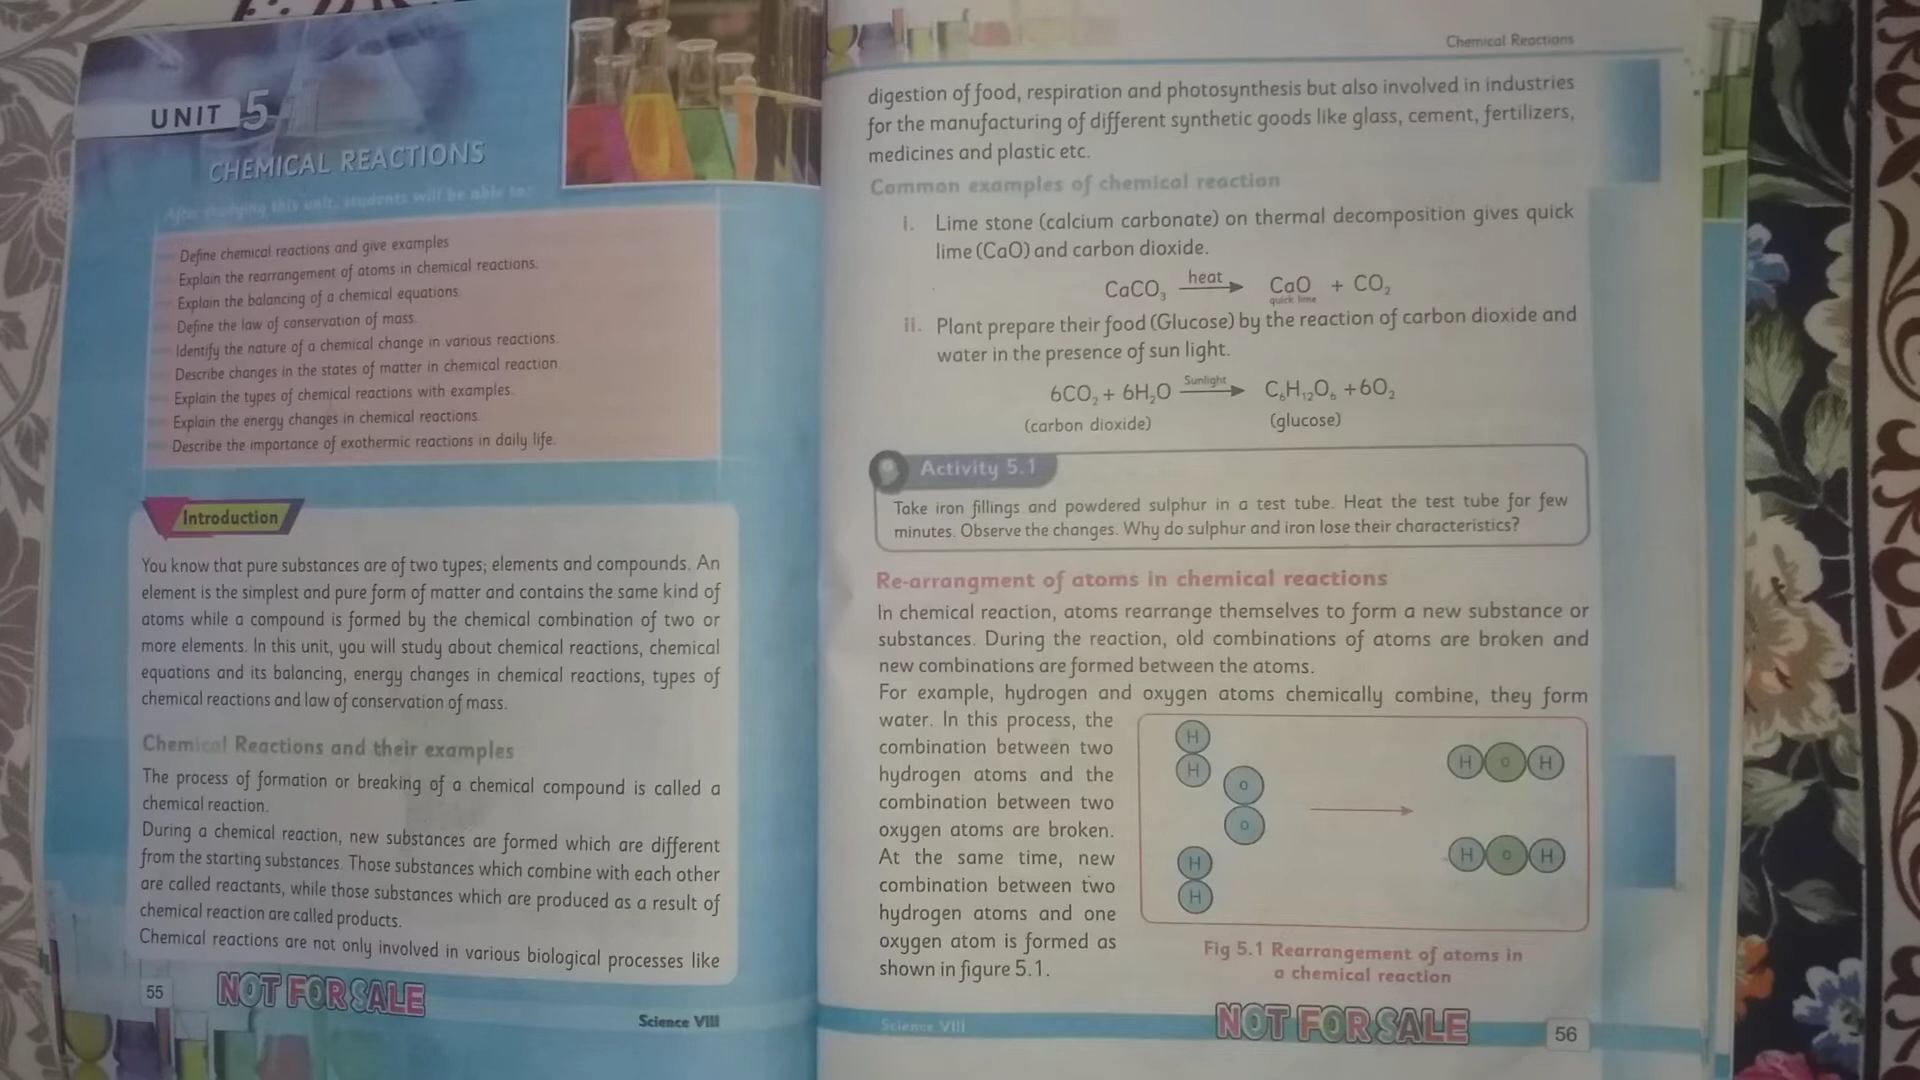 UNIT 5
CHEMICAL REACTIONS
After studying this unit, students will be able to:
Define chemical reactions and give examples
Explain the rearrangement of atoms in chemical reactions.
Explain the balancing of a chemical equations.
Define the law of conservation of mass.
Identify the nature of a chemical change in various reactions.
Describe changes in the states of matter in chemical reaction
Explain the types of chemical reactions with examples.
Explain the energy changes in chemical reactions.
Describe the importance of exothermic reactions in daily life.
Introduction
You know that pure substances are of two types; elements and compounds. An
element is the simplest and pure form of matter and contains the same kind of
atoms while a compound is formed by the chemical combination of two or
more elements. In this unit, you will study about chemical reactions, chemical
equations and its balancing, energy changes in chemical reactions, types of
chemical reactions and law of conservation of mass.
Chemical Reactions and their examples
The process of formation or breaking of a chemical compound is called a
chemical reaction.
During a chemical reaction, new substances are formed which are different
from the starting substances. Those substances which combine with each other
are called reactants, while those substances which are produced as a result of
chemical reaction are called products.
Chemical reactions are not only involved in various biological processes like
55
NOT FOR SALE
Science VIII
Chemical Reactions
digestion of food, respiration and photosynthesis but also involved in industries
for the manufacturing of different synthetic goods like glass, cement, fertilizers,
medicines and plastic etc.
Common examples of chemical reaction
i. Lime stone (calcium carbonate) on thermal decomposition gives quick
lime (CaO) and carbon dioxide.
heat
CaCO₃ → CaO + CO₂
quick lime
ii. Plant prepare their food (Glucose) by the reaction of carbon dioxide and
water in the presence of sun light.
Sunlight
6CO₂ + 6H₂O → C₆H₁₂O₆ +6O₂
(carbon dioxide) (glucose)
Activity 5.1
Take iron fillings and powdered sulphur in a test tube. Heat the test tube for few
minutes. Observe the changes. Why do sulphur and iron lose their characteristics?
Re-arrangment of atoms in chemical reactions
In chemical reaction, atoms rearrange themselves to form a new substance or
substances. During the reaction, old combinations of atoms are broken and
new combinations are formed between the atoms.
For example, hydrogen and oxygen atoms chemically combine, they form
water. In this process, the
combination between two
hydrogen atoms and the
combination between two
oxygen atoms are broken.
At the same time, new
combination between two
hydrogen atoms and one
oxygen atom is formed as
shown in figure 5.1.
H
H
O
O
H
H
H O H
H O H
Fig 5.1 Rearrangement of atoms in
a chemical reaction
Science VIII
NOT FOR SALE
56